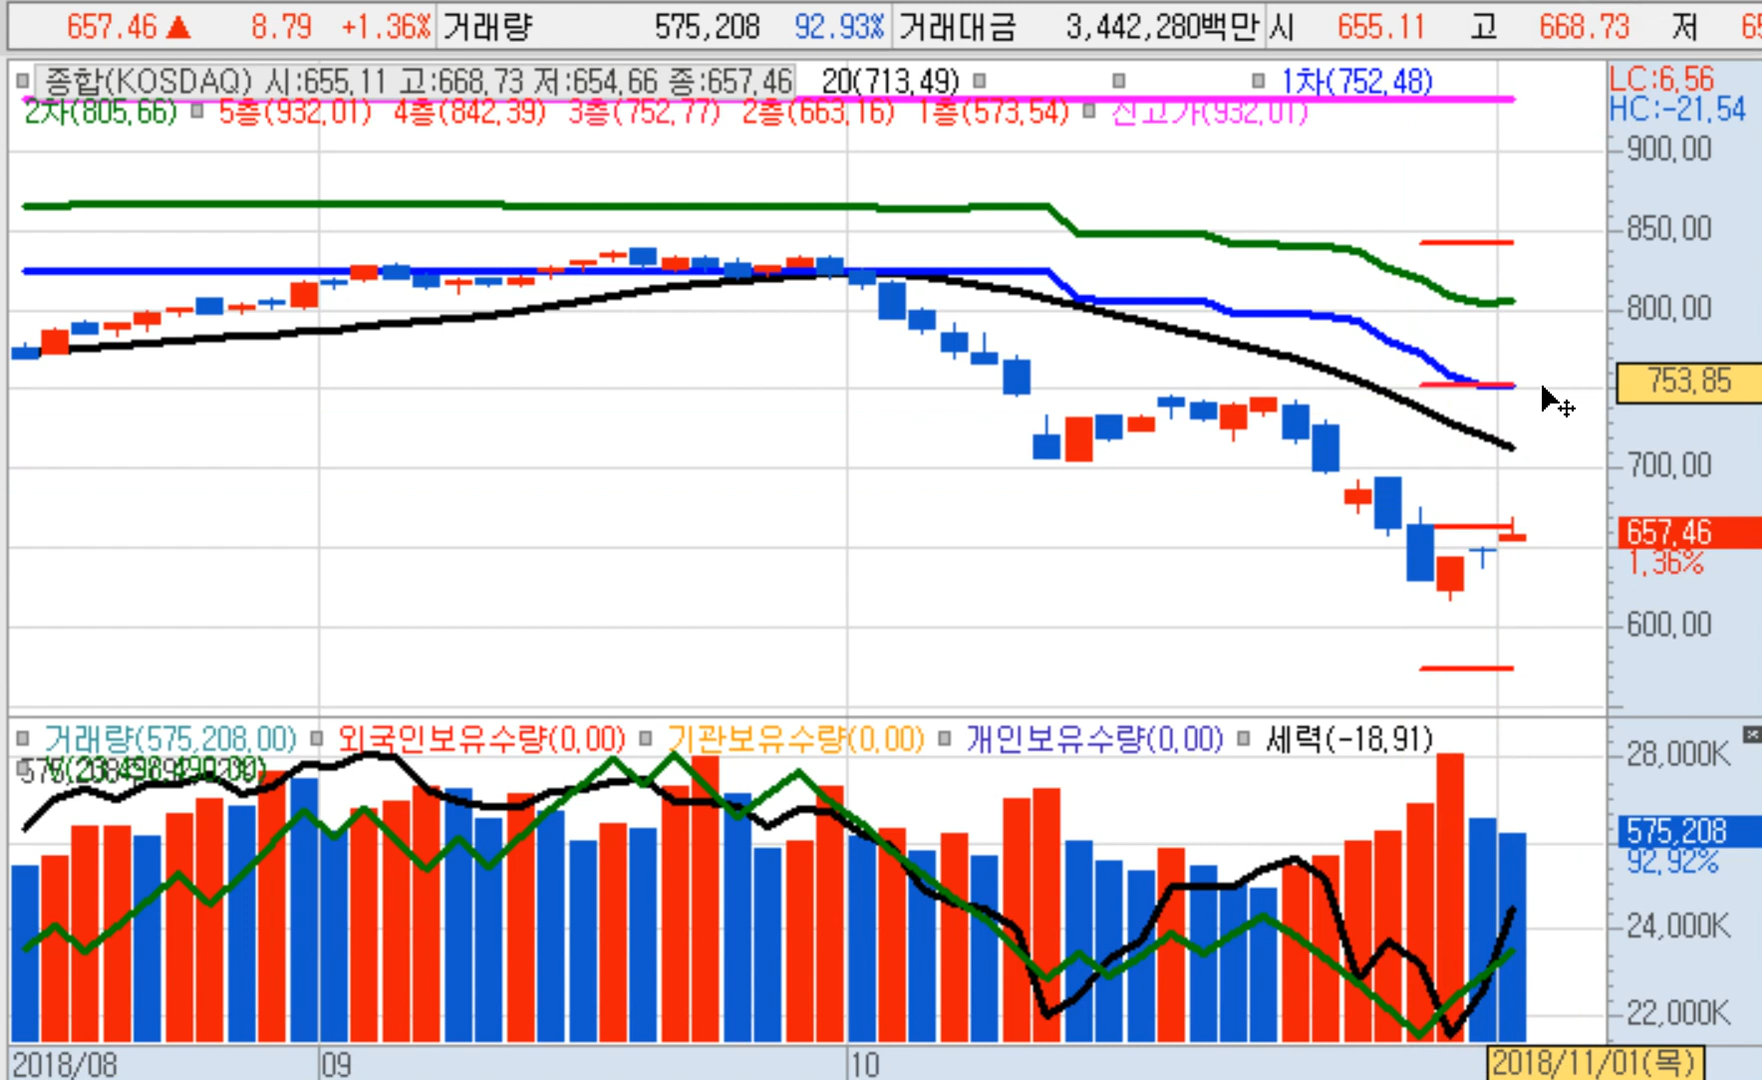 657.46 ▲ 8.79 +1.36% 거래량 575,208 92.93% 거래대금 3,442,280백만 시 655.11 고 668.73 저 65
종합(KOSDAQ) 시:655,11 고:668,73 저:654,66 종:657,46 20(713,49) 1차(752,48)
2차(805,66) 5층(932,01) 4층(842,39) 3층(752,77) 2층(663,16) 1층(573,54) 신고가(932,01)
LC:6,56
HC:-21,54
900,00
850,00
800,00
753,85
700,00
657,46
1,36%
600,00
거래량(575,208,00) 외국인보유수량(0,00) 기관보유수량(0,00) 개인보유수량(0,00) 세력(-18,91)
28,000K
575,208
92,92%
24,000K
22,000K
2018/08 09 10 2018/11/01(목)